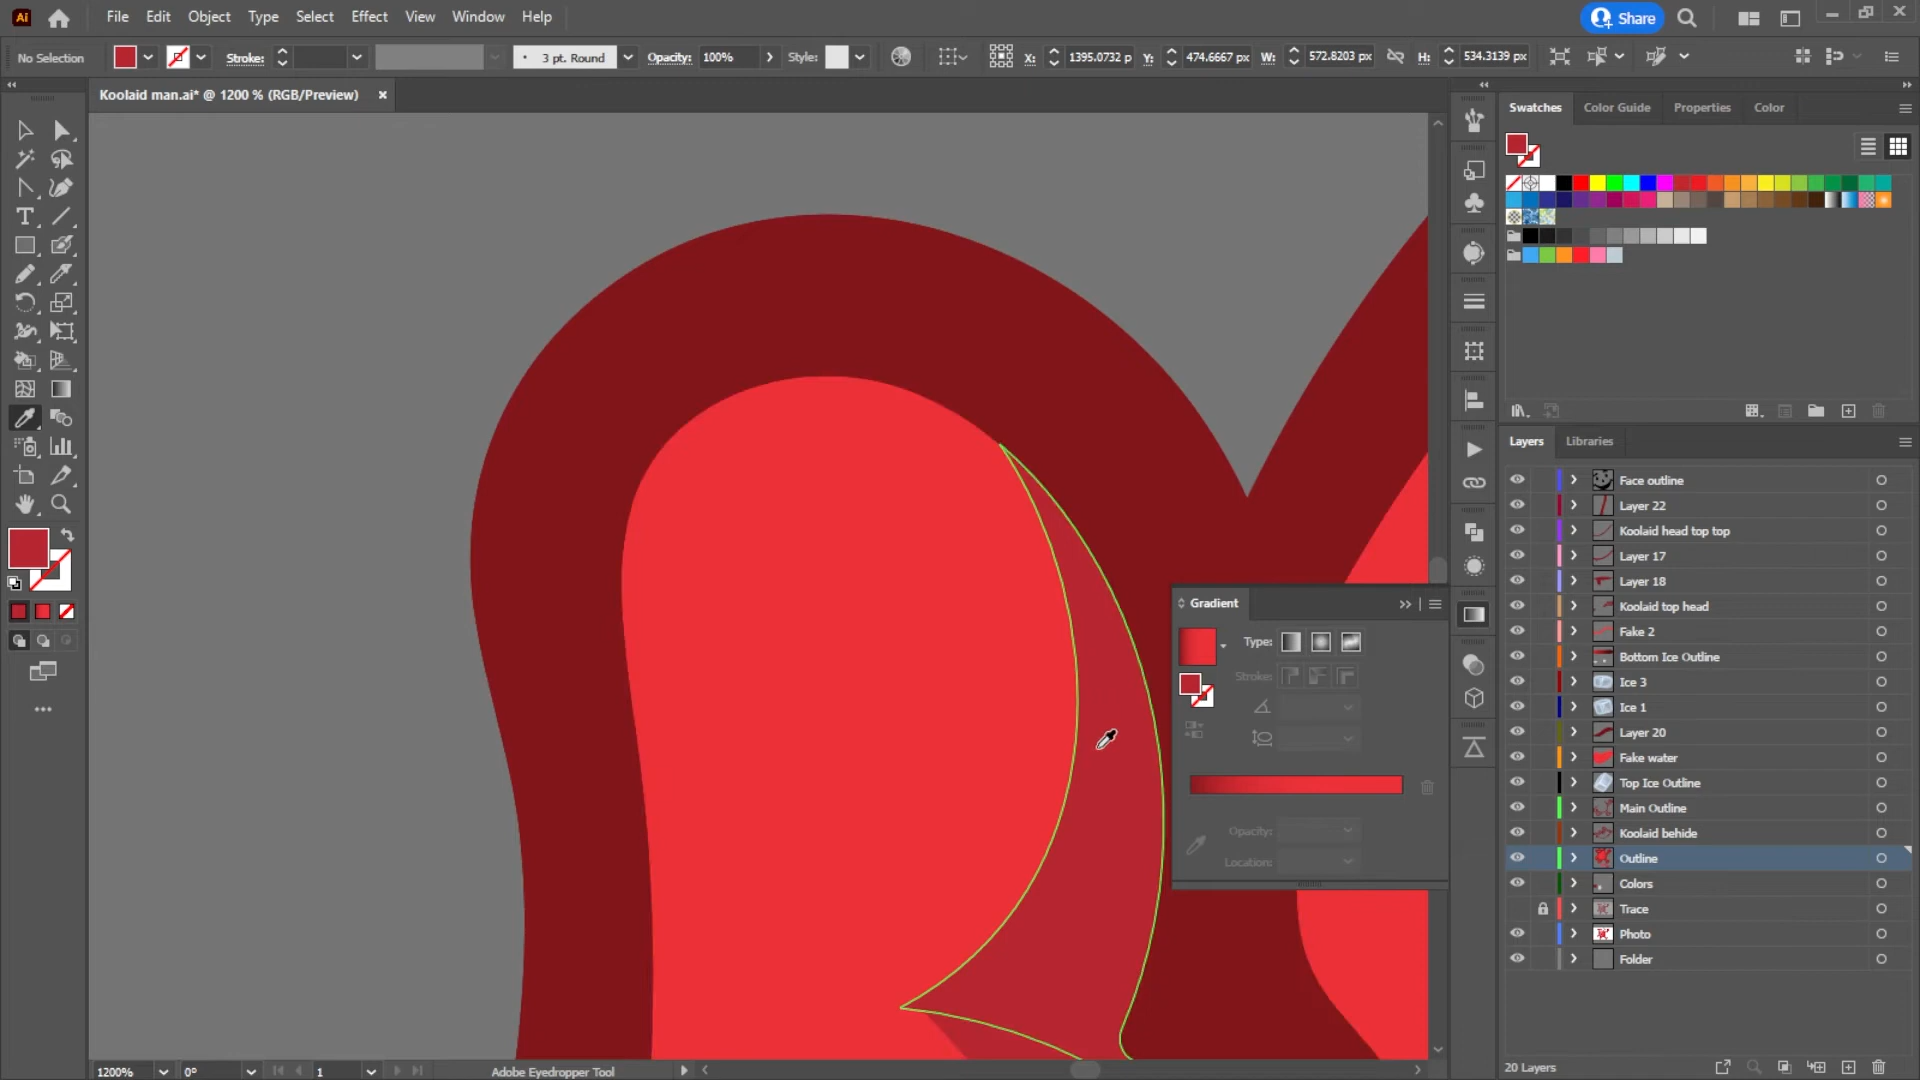 Ai File Edit Object Type Select Effect View Window Help Share
No Selection Stroke: 3 pt. Round Opacity: 100% Style: X: 1395.0732 p Y: 474.6667 px W: 572.8203 px H: 534.3139 px
Koolaid man.ai* @ 1200 % (RGB/Preview)
Swatches Color Guide Properties Color
Layers Libraries
Face outline
Layer 22
Koolaid head top top
Layer 17
Layer 18
Koolaid top head
Fake 2
Bottom Ice Outline
Ice 3
Ice 1
Layer 20
Fake water
Top Ice Outline
Main Outline
Koolaid behide
Outline
Colors
Trace
Photo
Folder
20 Layers
Gradient
Type:
Stroke:
Opacity:
Location:
1200% 0° 1 Adobe Eyedropper Tool